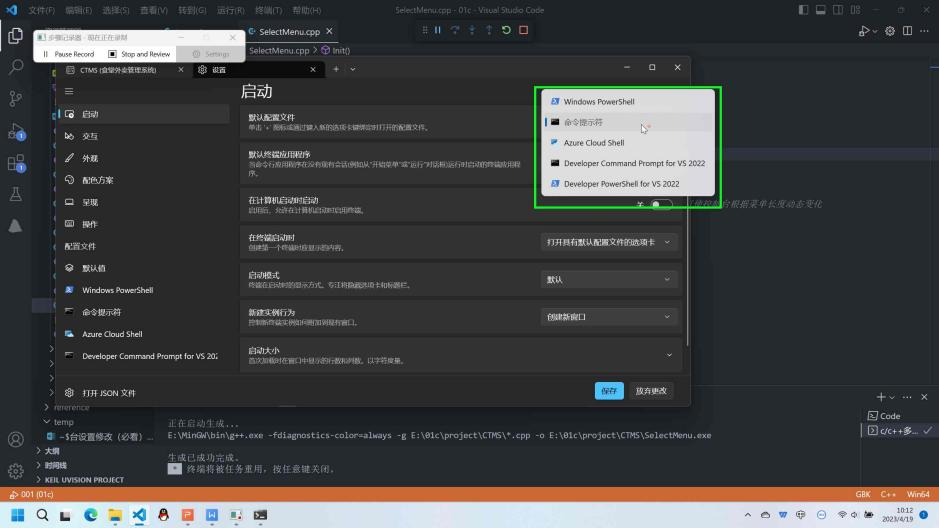 文件(F) 编辑(E) 选择(S) 查看(V) 转到(G) 运行(R) 终端(T) 帮助(H)
SelectMenu.cpp - 01c - Visual Studio Code
步骤记录器 - 现在正在录制
SelectMenu.cpp
Pause Record
Stop and Review
Settings
SelectMenu.cpp > Init()
CTMS (食堂外卖管理系统)
设置
启动
交互
外观
配色方案
呈现
操作
配置文件
默认值
Windows PowerShell
命令提示符
Azure Cloud Shell
Developer Command Prompt for VS 202
打开 JSON 文件
启动
默认配置文件
单击"+"图标或通过键入新的选项卡键绑定时打开的配置文件。
默认终端应用程序
当命令行应用程序在没有现有会话(例如从"开始菜单"或"运行"对话框)运行时启动的终端应用程序。
在计算机启动时启动
启用后，允许在计算机启动时启用终端。
关
在终端启动时
创建第一个终端时应显示的内容。
打开具有默认配置文件的选项卡
启动模式
终端在启动时的显示方式。专注将隐藏选项卡和标题栏。
默认
新建实例行为
控制新终端实例如何附加到现有窗口。
创建新窗口
启动大小
首次加载时在窗口中显示的行数和列数。以字符度量。
保存
放弃更改
Windows PowerShell
命令提示符
Azure Cloud Shell
Developer Command Prompt for VS 2022
Developer PowerShell for VS 2022
根据菜单长度动态变化
reference
temp
~$台设置修改（必看）...
大纲
时间线
KEIL UVISION PROJECT
正在启动生成...
E:\MinGW\bin\g++.exe -fdiagnostics-color=always -g E:\01c\project\CTMS\*.cpp -o E:\01c\project\CTMS\SelectMenu.exe
生成已成功完成。
* 终端将被任务重用，按任意键关闭。
Code
c/c++多...
001 (01c)
GBK C++ Win64
10:12
2023/4/19